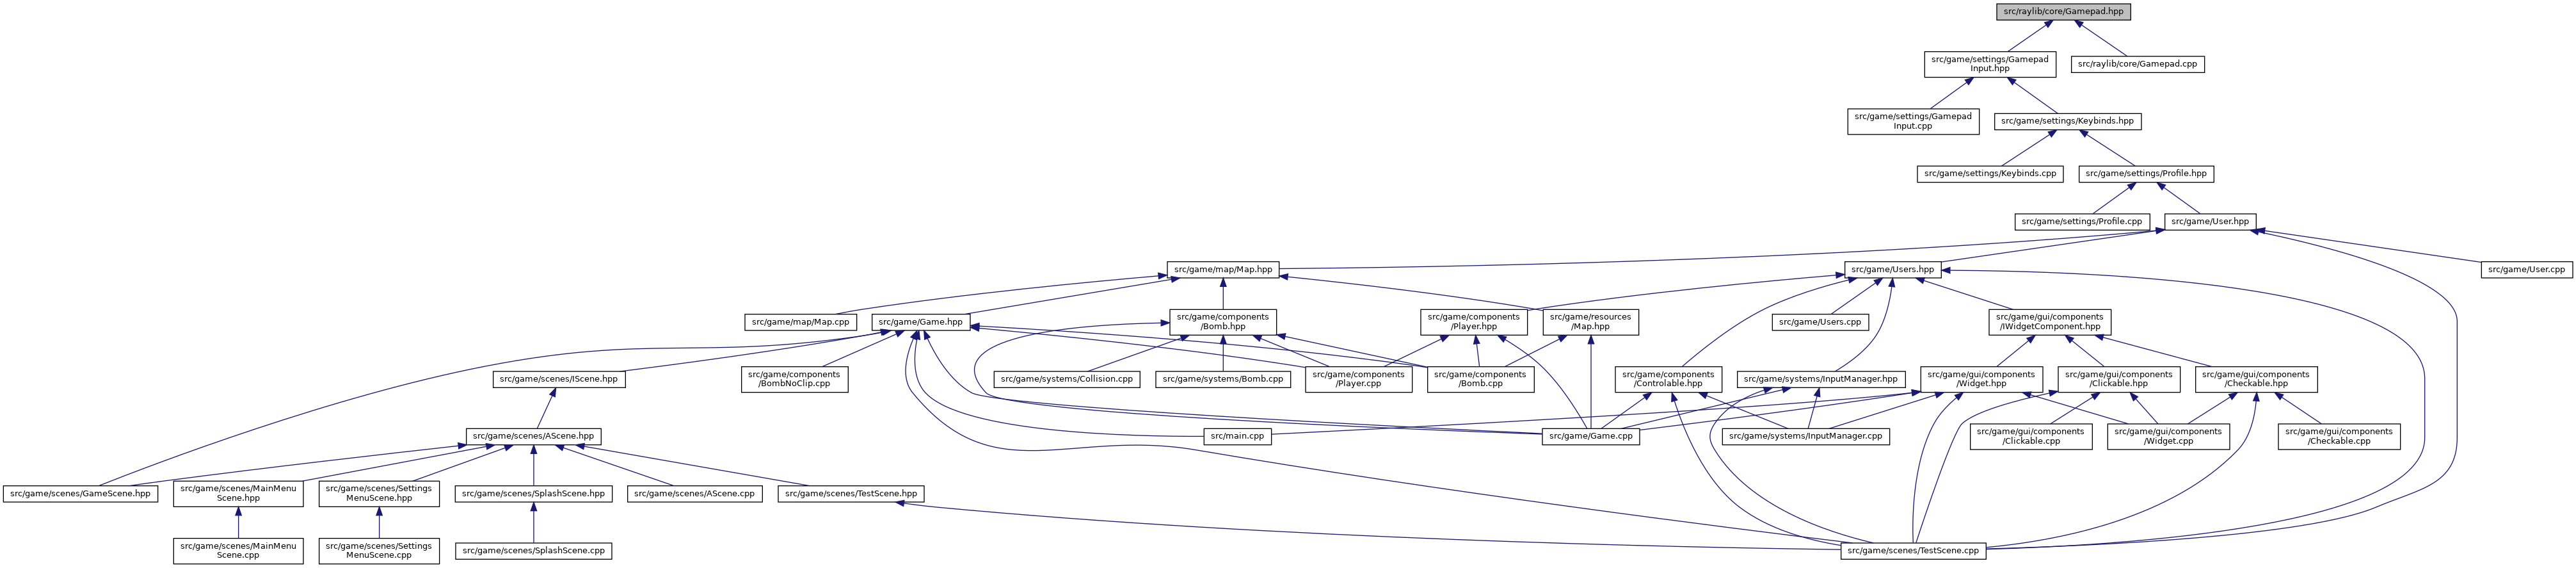 src/raylib/core/Gamepad.hpp
src/game/settings/Gamepad
Input.hpp
src/raylib/core/Gamepad.cpp
src/game/settings/Gamepad
Input.cpp
src/game/settings/Keybinds.hpp
src/game/settings/Keybinds.cpp
src/game/settings/Profile.hpp
src/game/settings/Profile.cpp
src/game/User.hpp
src/game/map/Map.hpp
src/game/Users.hpp
src/game/User.cpp
src/game/map/Map.cpp
src/game/Game.hpp
src/game/components
/Bomb.hpp
src/game/components
/Player.hpp
src/game/resources
/Map.hpp
src/game/Users.cpp
src/game/gui/components
/IWidgetComponent.hpp
src/game/scenes/IScene.hpp
src/game/components
/BombNoClip.cpp
src/game/systems/Collision.cpp
src/game/systems/Bomb.cpp
src/game/components
/Player.cpp
src/game/components
/Bomb.cpp
src/game/components
/Controlable.hpp
src/game/systems/InputManager.hpp
src/game/gui/components
/Widget.hpp
src/game/gui/components
/Clickable.hpp
src/game/gui/components
/Checkable.hpp
src/game/scenes/AScene.hpp
src/main.cpp
src/game/Game.cpp
src/game/systems/InputManager.cpp
src/game/gui/components
/Clickable.cpp
src/game/gui/components
/Widget.cpp
src/game/gui/components
/Checkable.cpp
src/game/scenes/GameScene.hpp
src/game/scenes/MainMenu
Scene.hpp
src/game/scenes/Settings
MenuScene.hpp
src/game/scenes/SplashScene.hpp
src/game/scenes/AScene.cpp
src/game/scenes/TestScene.hpp
src/game/scenes/MainMenu
Scene.cpp
src/game/scenes/Settings
MenuScene.cpp
src/game/scenes/SplashScene.cpp
src/game/scenes/TestScene.cpp